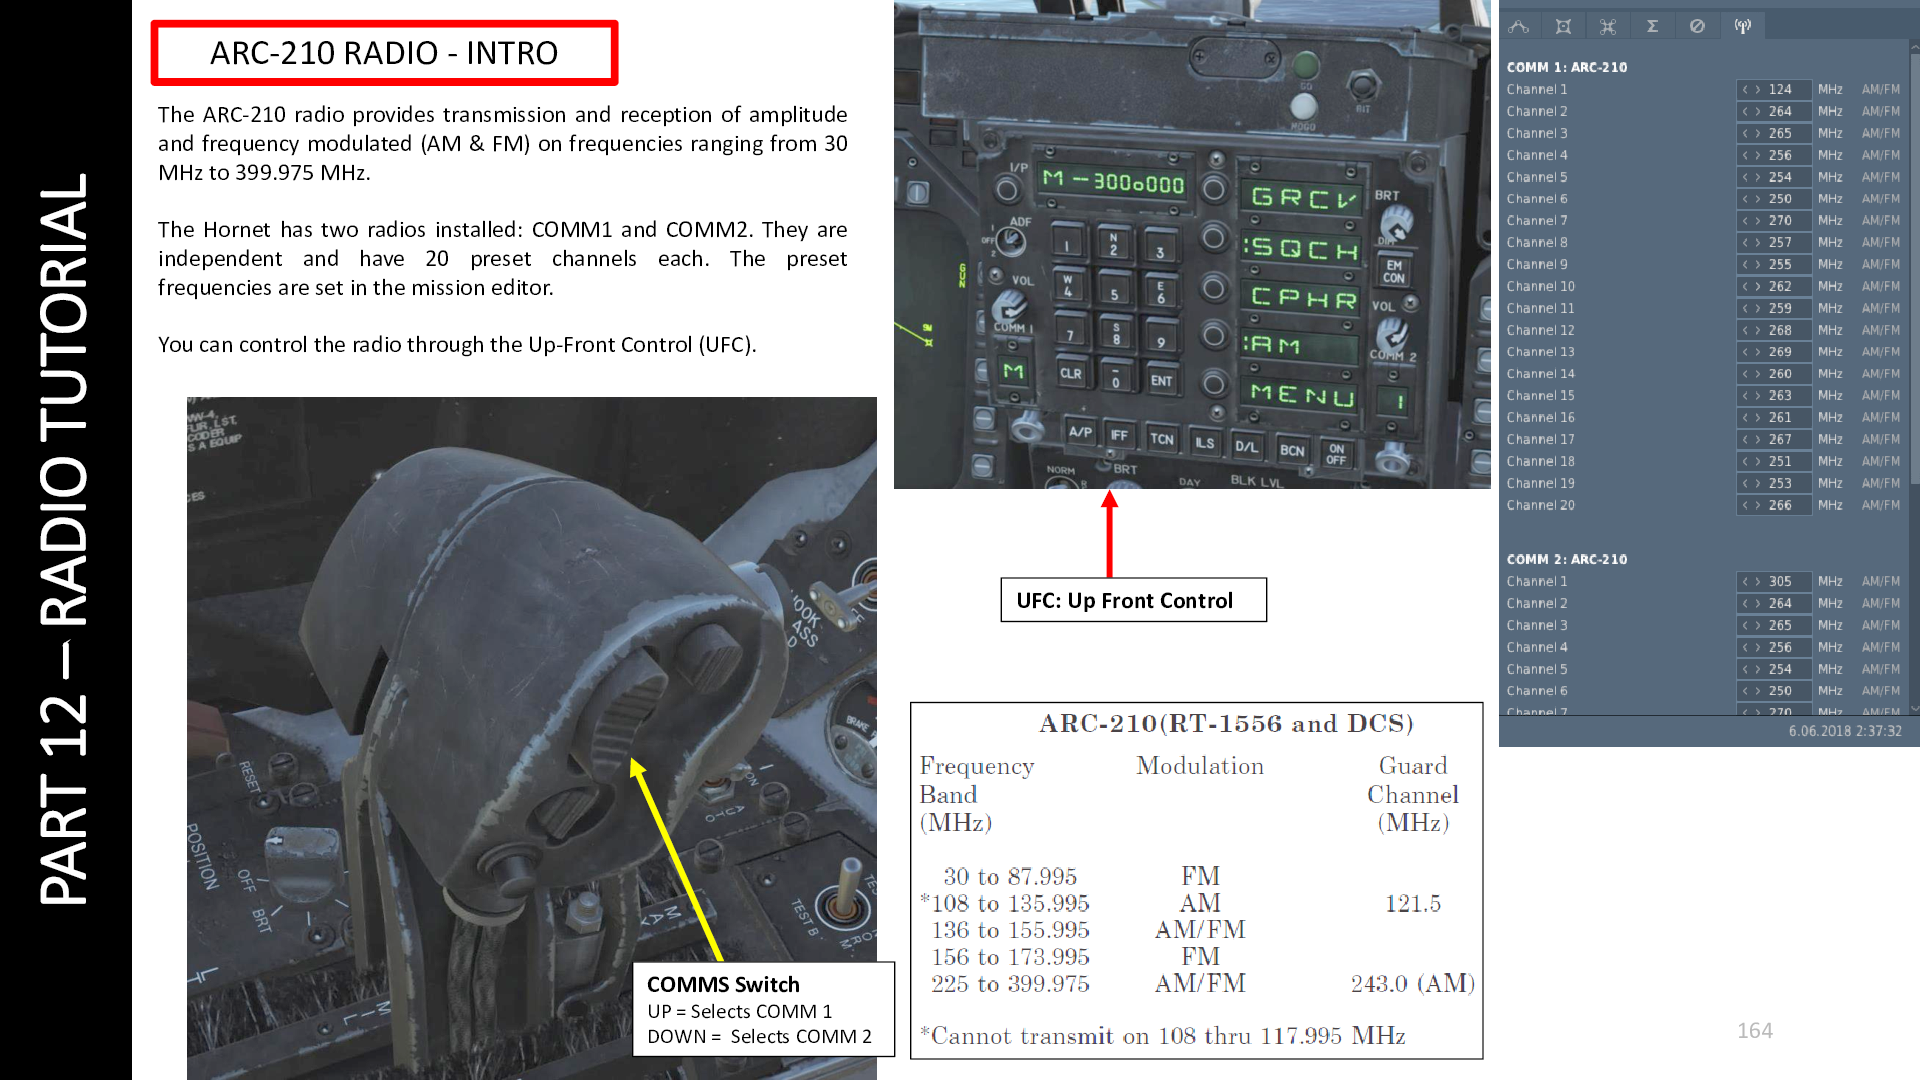 PART 12 – RADIO TUTORIAL
ARC-210 RADIO - INTRO
The ARC-210 radio provides transmission and reception of amplitude
and frequency modulated (AM & FM) on frequencies ranging from 30
MHz to 399.975 MHz.
The Hornet has two radios installed: COMM1 and COMM2. They are
independent and have 20 preset channels each. The preset
frequencies are set in the mission editor.
You can control the radio through the Up-Front Control (UFC).
RESET
POSITION
OFF
BRT
HOOK
TEST B
COMMS Switch
UP = Selects COMM 1
DOWN = Selects COMM 2
GO
NOGO
BIT
I/P
M -300.000
GRCV
BRT
ADF
1
OFF
2
:SQCH
DIM
EM
CON
VOL
CPHR
VOL
COMM 1
:AM
COMM 2
M
MENU
1
1
N
2
3
W
4
5
E
6
7
S
8
9
CLR
–
0
ENT
A/P
IFF
TCN
ILS
D/L
BCN
ON
OFF
GUN
NORM
BRT
DAY
BLK LVL
UFC: Up Front Control
ARC-210(RT-1556 and DCS)
Frequency Band (MHz) Modulation Guard Channel (MHz)
30 to 87.995 FM
*108 to 135.995 AM 121.5
136 to 155.995 AM/FM
156 to 173.995 FM
225 to 399.975 AM/FM 243.0 (AM)
*Cannot transmit on 108 thru 117.995 MHz
COMM 1: ARC-210
Channel 1 < > 124 MHz AM/FM
Channel 2 < > 264 MHz AM/FM
Channel 3 < > 265 MHz AM/FM
Channel 4 < > 256 MHz AM/FM
Channel 5 < > 254 MHz AM/FM
Channel 6 < > 250 MHz AM/FM
Channel 7 < > 270 MHz AM/FM
Channel 8 < > 257 MHz AM/FM
Channel 9 < > 255 MHz AM/FM
Channel 10 < > 262 MHz AM/FM
Channel 11 < > 259 MHz AM/FM
Channel 12 < > 268 MHz AM/FM
Channel 13 < > 269 MHz AM/FM
Channel 14 < > 260 MHz AM/FM
Channel 15 < > 263 MHz AM/FM
Channel 16 < > 261 MHz AM/FM
Channel 17 < > 267 MHz AM/FM
Channel 18 < > 251 MHz AM/FM
Channel 19 < > 253 MHz AM/FM
Channel 20 < > 266 MHz AM/FM
COMM 2: ARC-210
Channel 1 < > 305 MHz AM/FM
Channel 2 < > 264 MHz AM/FM
Channel 3 < > 265 MHz AM/FM
Channel 4 < > 256 MHz AM/FM
Channel 5 < > 254 MHz AM/FM
Channel 6 < > 250 MHz AM/FM
Channel 7 < > 270 MHz AM/FM
6.06.2018 2:37:32
164